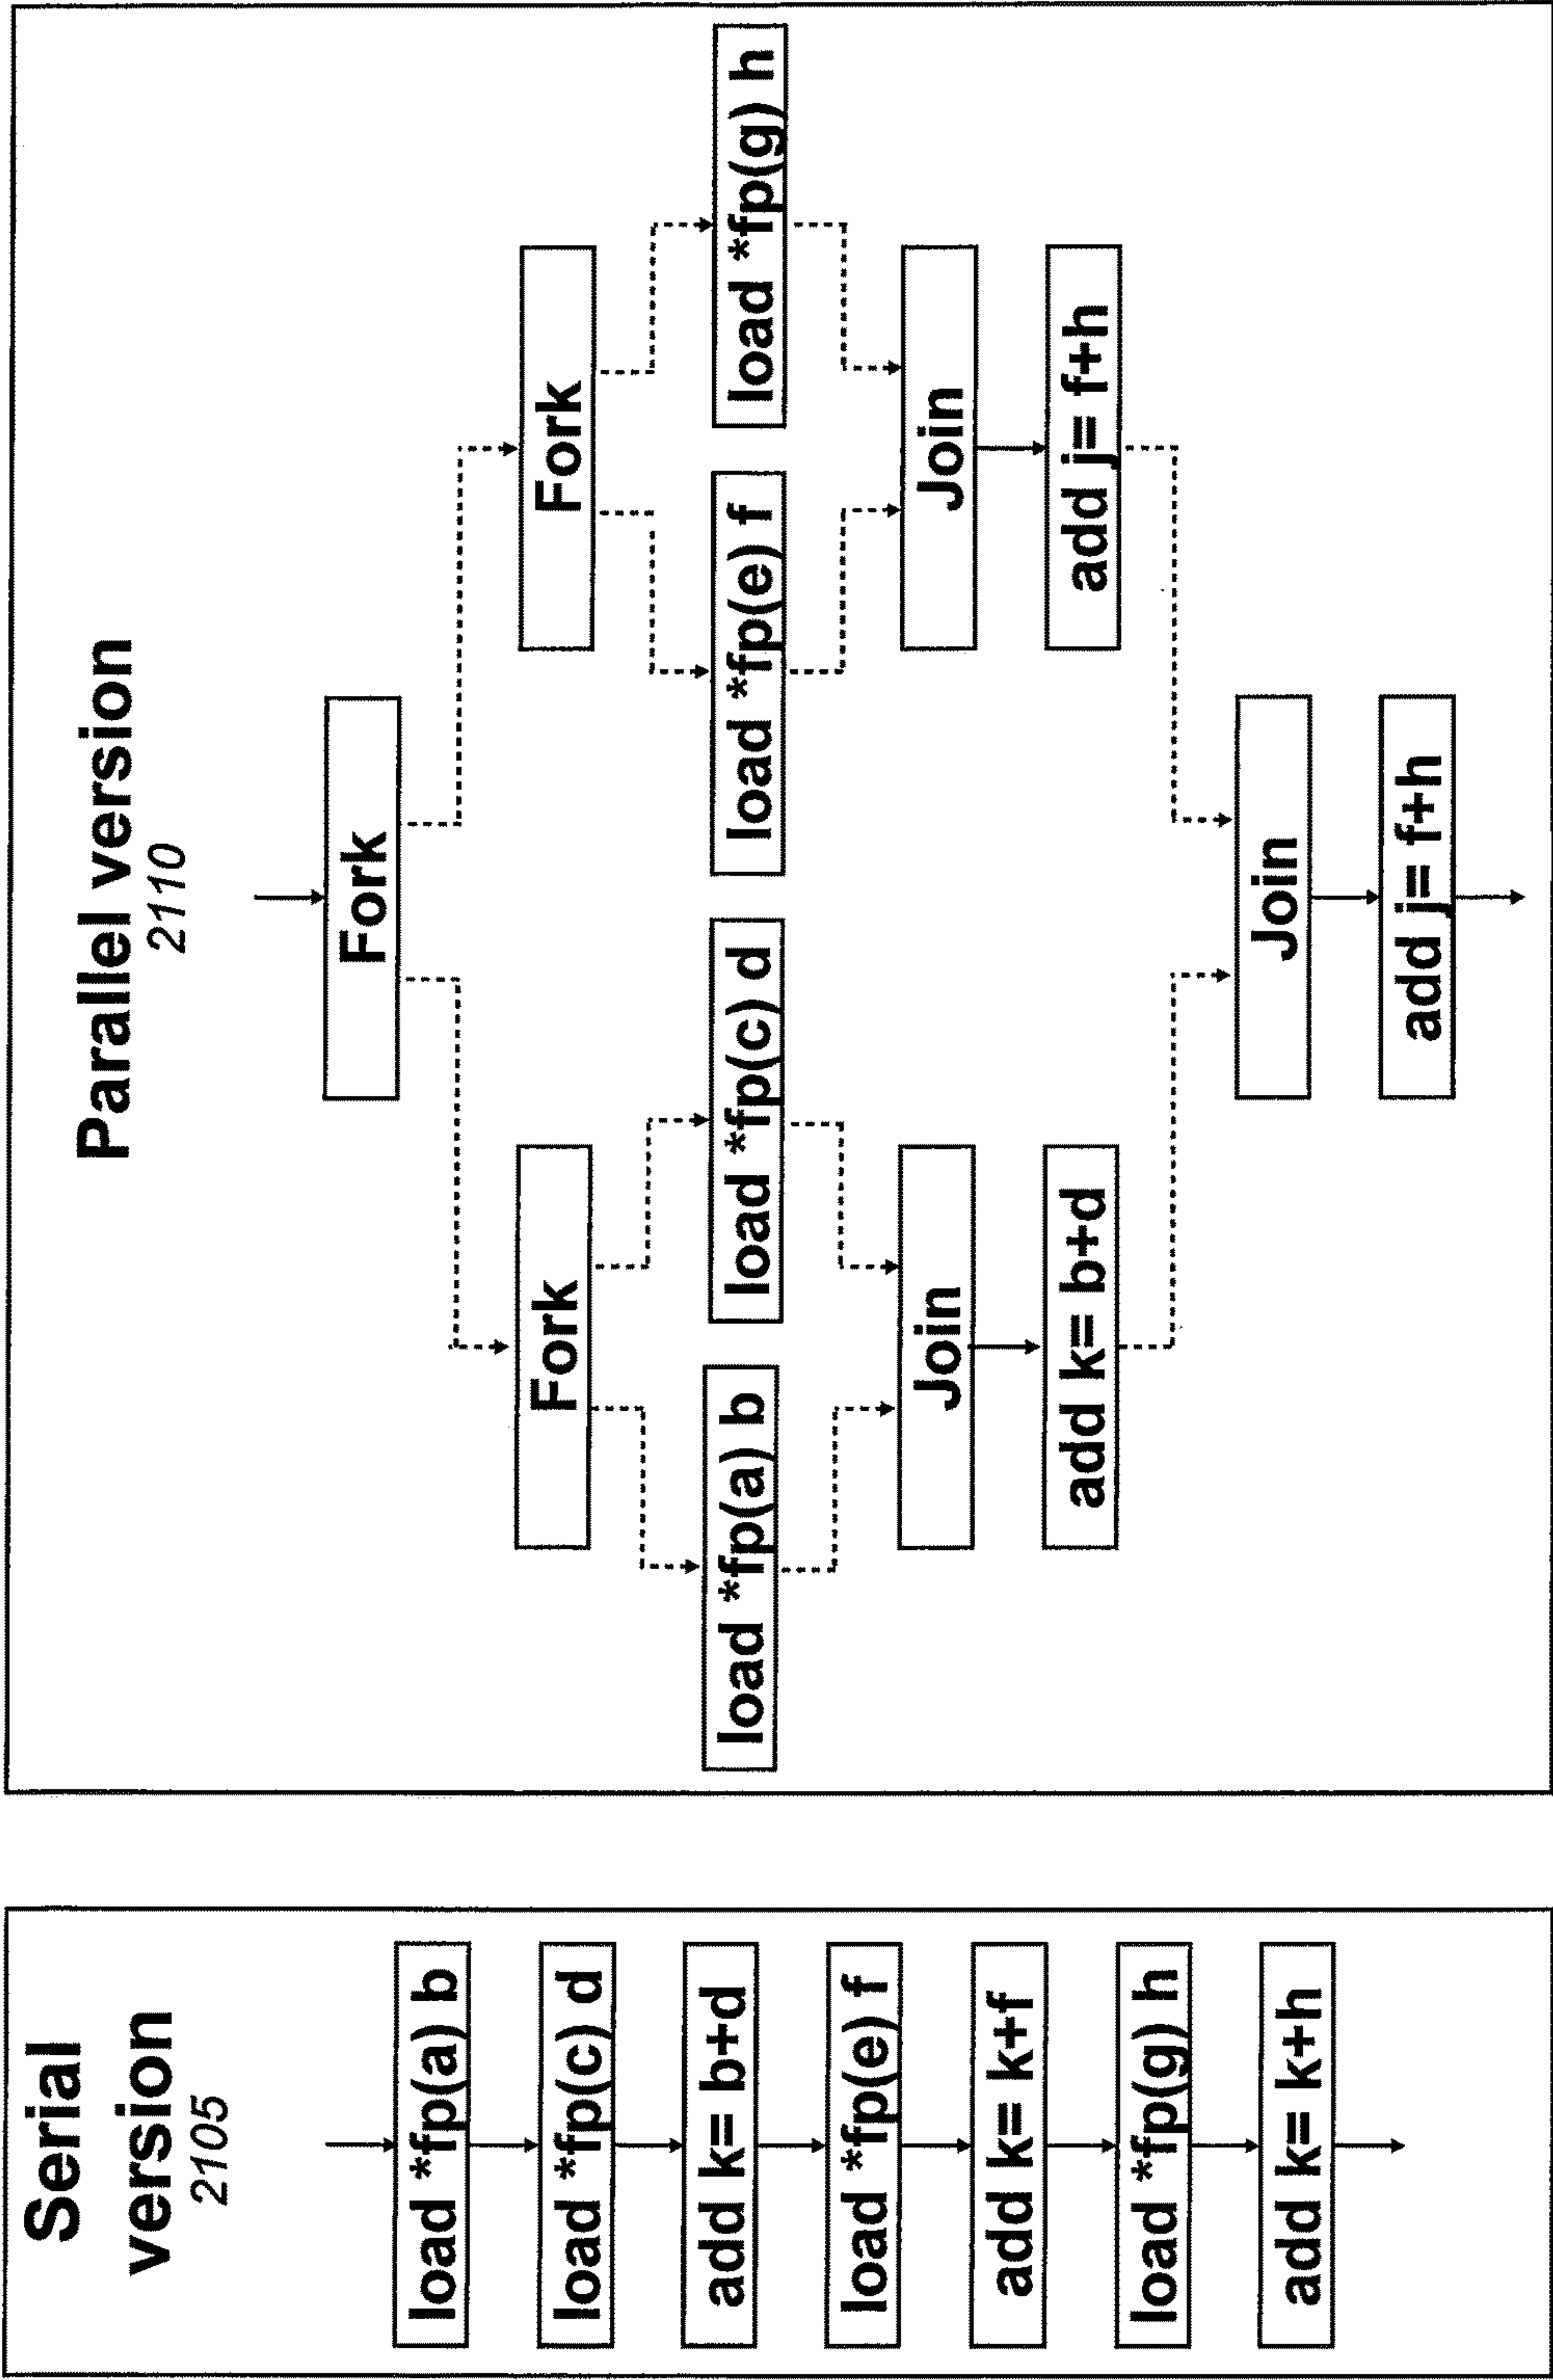 Serial
version
2105
load *fp(a) b
load *fp(c) d
add k= b+d
load *fp(e) f
add k= k+f
load *fp(g) h
add k= k+h
Parallel version
2110
Fork
Fork
Fork
load *fp(a) b
load *fp(c) d
load *fp(e) f
load *fp(g) h
Join
Join
add k= b+d
add j= f+h
Join
add j= f+h